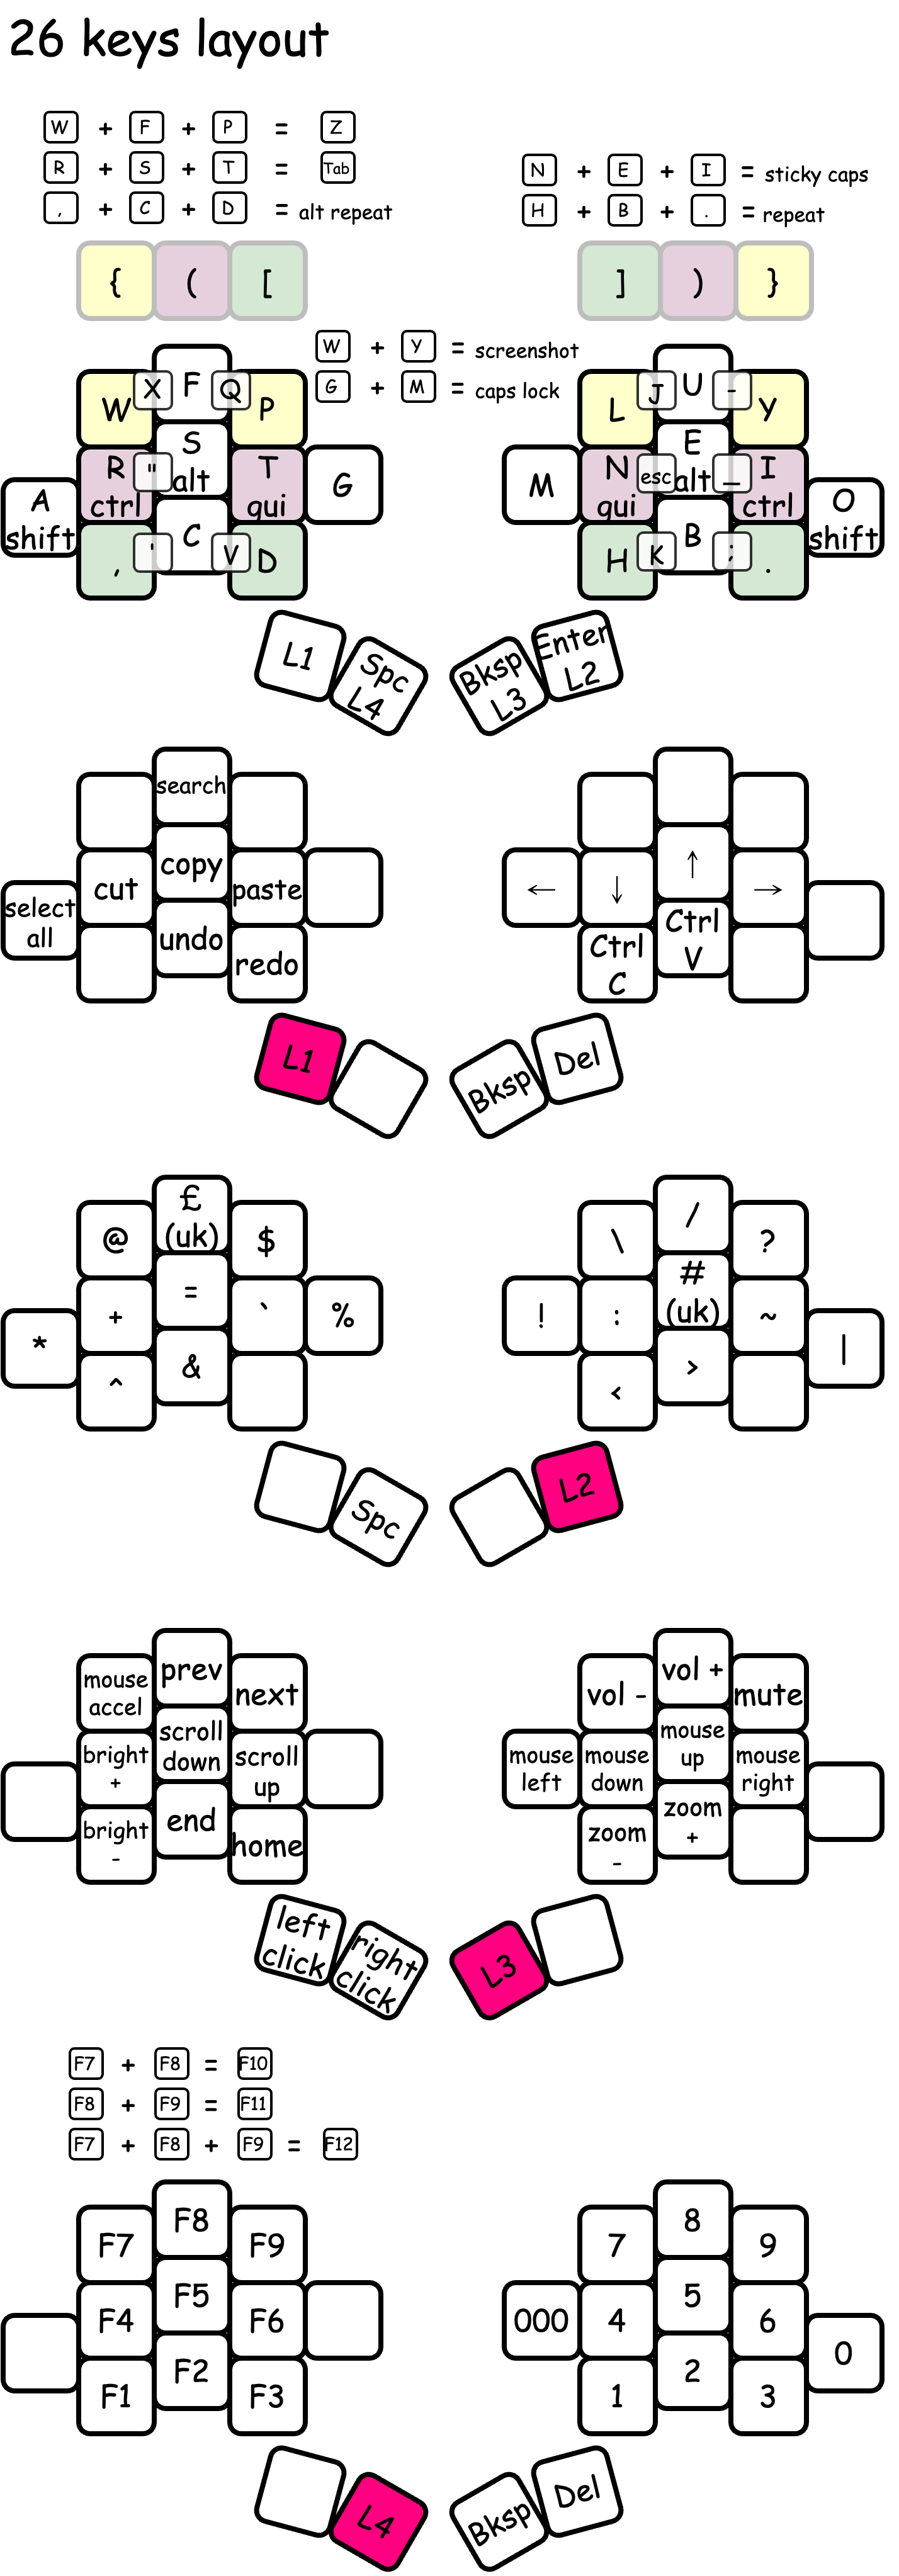 26 keys layout
W + F + P = Z
R + S + T = Tab
, + C + D = alt repeat
N + E + I = sticky caps
H + B + . = repeat
{ ( [
] ) }
W + Y = screenshot
G + M = caps lock
W X F Q P
L J U - Y
A shift
R ctrl " S alt T gui G
M N gui esc E alt _ I ctrl
O shift
, ' C V D
H K B ; .
L1 Spc L4
Bksp L3 Enter L2
search
select all cut copy paste
← ↓ ↑ →
undo redo
Ctrl C Ctrl V
L1
Bksp Del
@ £ (uk) $
\ / ?
* + = ` %
! : # (uk) ~ |
^ &
< >
Spc
L2
mouse accel prev next
vol - vol + mute
bright + scroll down scroll up
mouse left mouse down mouse up mouse right
bright - end home
zoom - zoom +
left click right click
L3
F7 + F8 = F10
F8 + F9 = F11
F7 + F8 + F9 = F12
F7 F8 F9
7 8 9
F4 F5 F6
000 4 5 6 0
F1 F2 F3
1 2 3
L4
Bksp Del